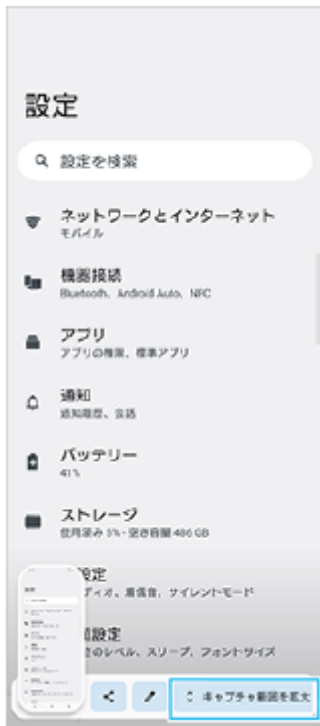 設定
設定を検索
ネットワークとインターネット
モバイル
機器接続
Bluetooth、Android Auto、NFC
アプリ
アプリの権限、標準アプリ
通知
通知履歴、会話
バッテリー
41%
ストレージ
使用済み 5% - 空き容量 486 GB
設定
ディオ、着信音、サイレントモード
面設定
さのレベル、スリープ、フォントサイズ
キャプチャ範囲を拡大